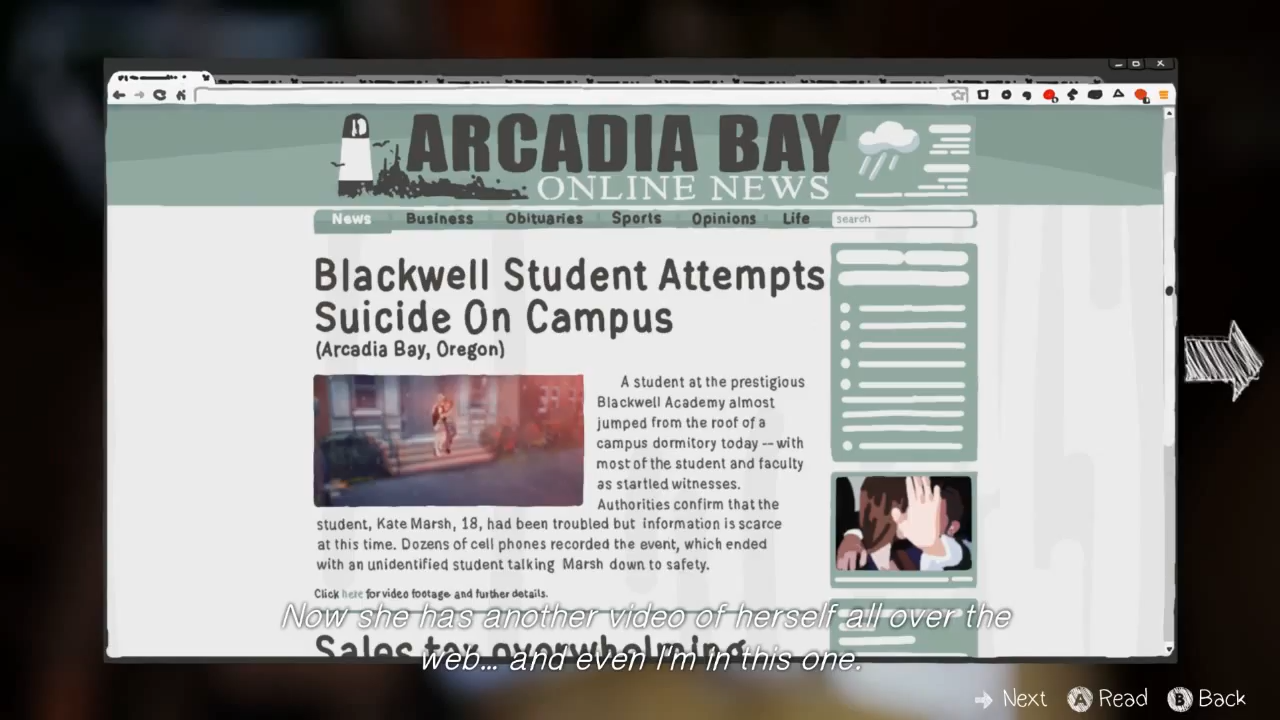 ARCADIA BAY
ONLINE NEWS
News Business Obituaries Sports Opinions Life search
Blackwell Student Attempts
Suicide On Campus
(Arcadia Bay, Oregon)
A student at the prestigious
Blackwell Academy almost
jumped from the roof of a
campus dormitory today -- with
most of the student and faculty
as startled witnesses.
Authorities confirm that the
student, Kate Marsh, 18, had been troubled but information is scarce
at this time. Dozens of cell phones recorded the event, which ended
with an unidentified student talking Marsh down to safety.
Click here for video footage and further details.
Now she has another video of herself all over the
Sales tax overwhelming
web... and even I'm in this one.
Next A Read B Back